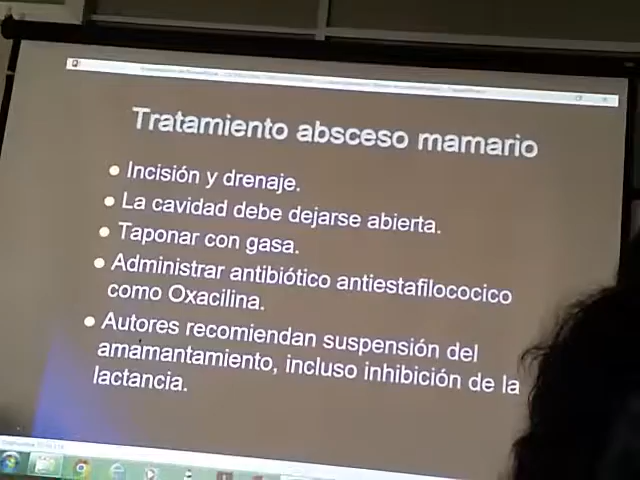 Tratamiento absceso mamario
• Incisión y drenaje.
• La cavidad debe dejarse abierta.
• Taponar con gasa.
• Administrar antibiótico antiestafilococico
como Oxacilina.
• Autores recomiendan suspensión del
amamantamiento, incluso inhibición de la
lactancia.